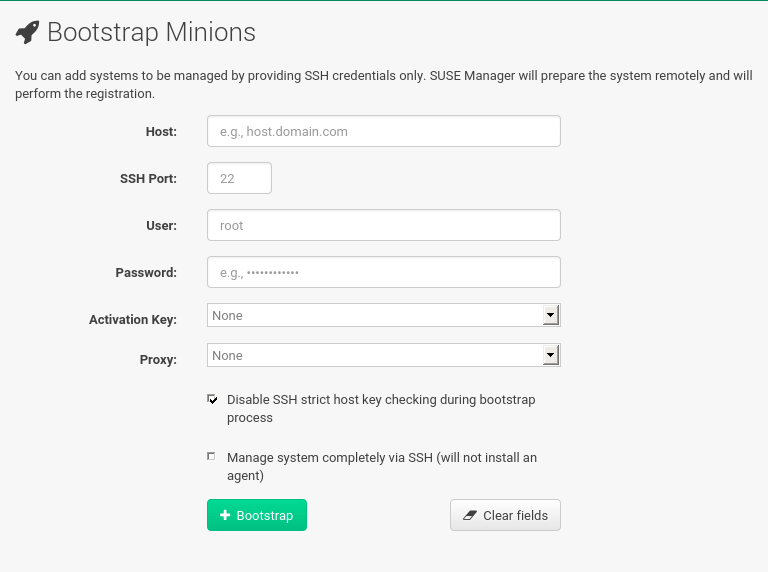 Bootstrap Minions
You can add systems to be managed by providing SSH credentials only. SUSE Manager will prepare the system remotely and will
perform the registration.
Host: e.g., host.domain.com
SSH Port: 22
User: root
Password: e.g., ••••••••••••
Activation Key: None
Proxy: None
Disable SSH strict host key checking during bootstrap
process
Manage system completely via SSH (will not install an
agent)
Bootstrap Clear fields